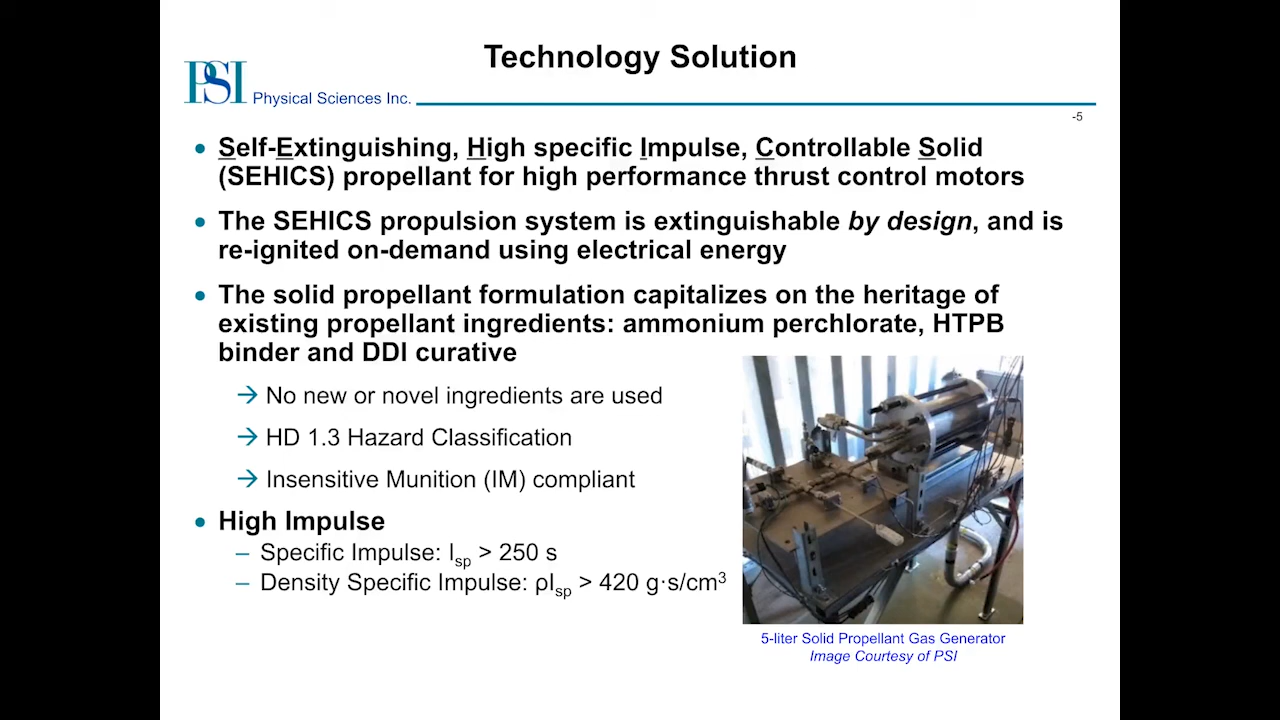 Technology Solution
PSI Physical Sciences Inc.
-5
• Self-Extinguishing, High specific Impulse, Controllable Solid
(SEHICS) propellant for high performance thrust control motors
• The SEHICS propulsion system is extinguishable by design, and is
re-ignited on-demand using electrical energy
• The solid propellant formulation capitalizes on the heritage of
existing propellant ingredients: ammonium perchlorate, HTPB
binder and DDI curative
→ No new or novel ingredients are used
→ HD 1.3 Hazard Classification
→ Insensitive Munition (IM) compliant
• High Impulse
– Specific Impulse: Isp > 250 s
– Density Specific Impulse: ρIsp > 420 g·s/cm3
5-liter Solid Propellant Gas Generator
Image Courtesy of PSI